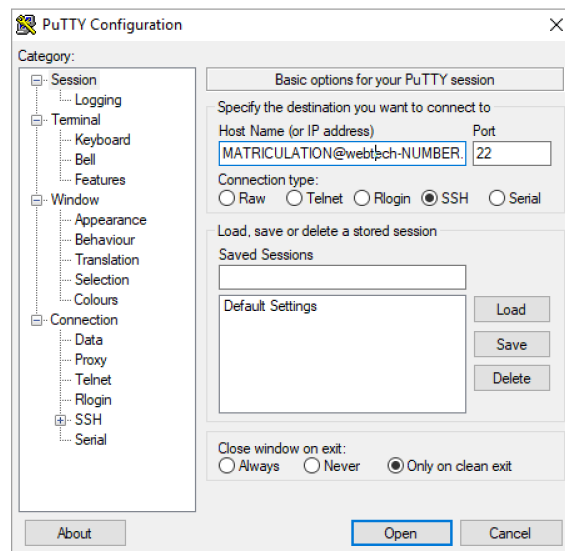 PuTTY Configuration
Category:
Session
Logging
Terminal
Keyboard
Bell
Features
Window
Appearance
Behaviour
Translation
Selection
Colours
Connection
Data
Proxy
Telnet
Rlogin
SSH
Serial
Basic options for your PuTTY session
Specify the destination you want to connect to
Host Name (or IP address) Port
MATRICULATION@webtech-NUMBER. 22
Connection type:
Raw Telnet Rlogin SSH Serial
Load, save or delete a stored session
Saved Sessions
Default Settings
Load
Save
Delete
Close window on exit:
Always Never Only on clean exit
About Open Cancel